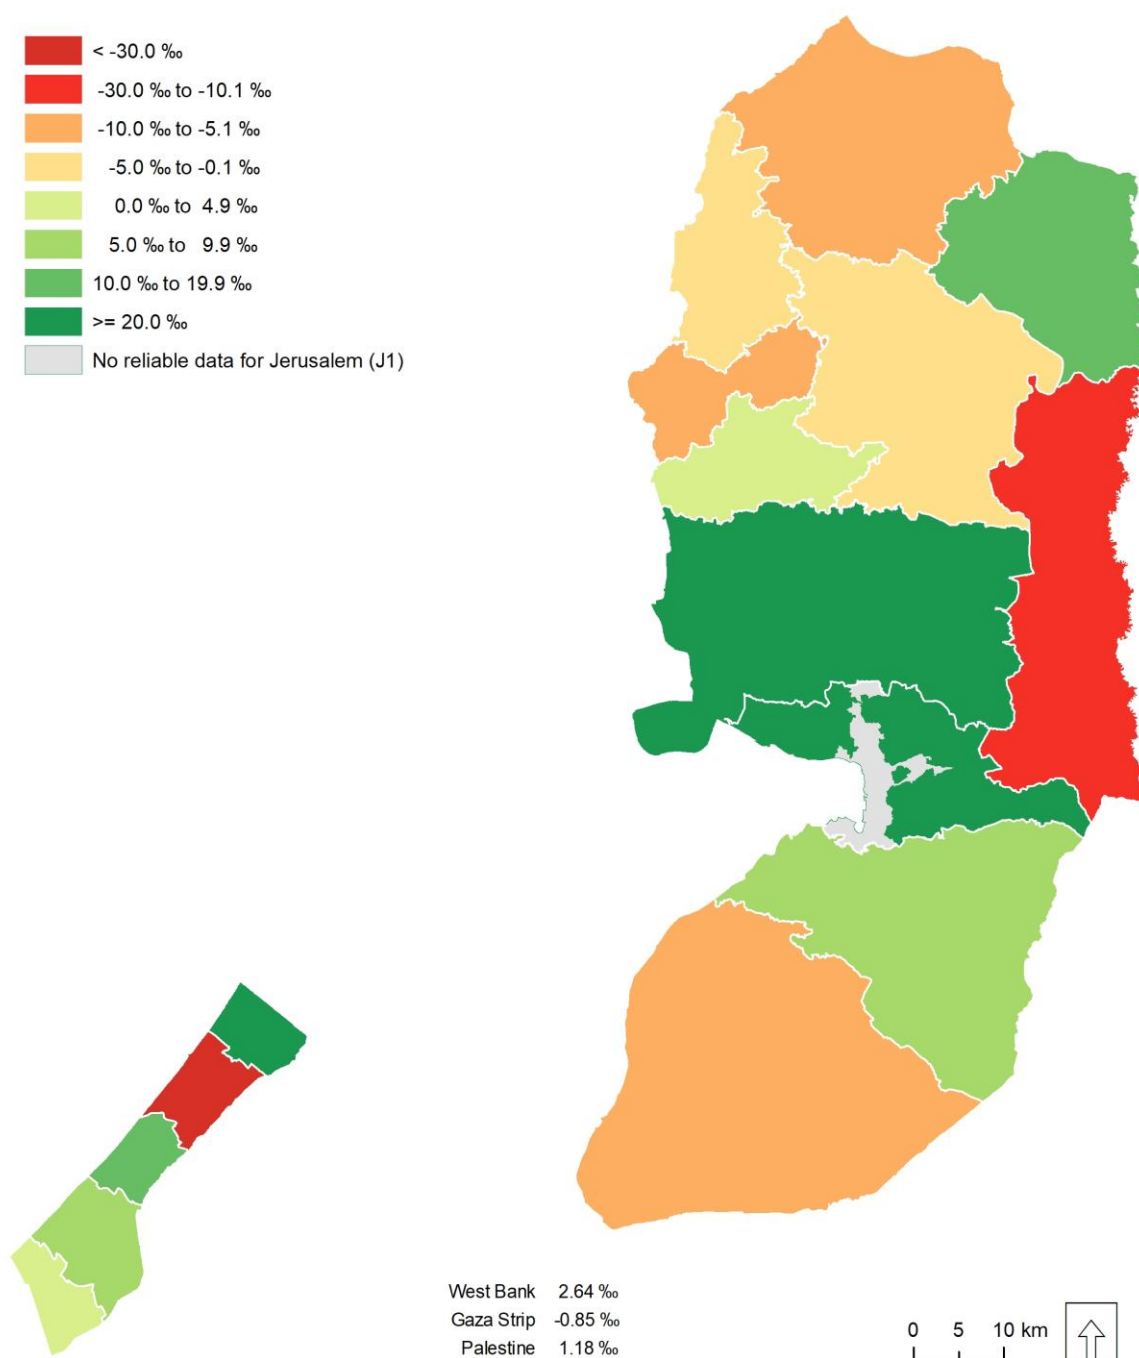 < -30.0 ‰
-30.0 ‰ to -10.1 ‰
-10.0 ‰ to -5.1 ‰
-5.0 ‰ to -0.1 ‰
0.0 ‰ to 4.9 ‰
5.0 ‰ to 9.9 ‰
10.0 ‰ to 19.9 ‰
>= 20.0 ‰
No reliable data for Jerusalem (J1)
West Bank 2.64 ‰
Gaza Strip -0.85 ‰
Palestine 1.18 ‰
0 5 10 km